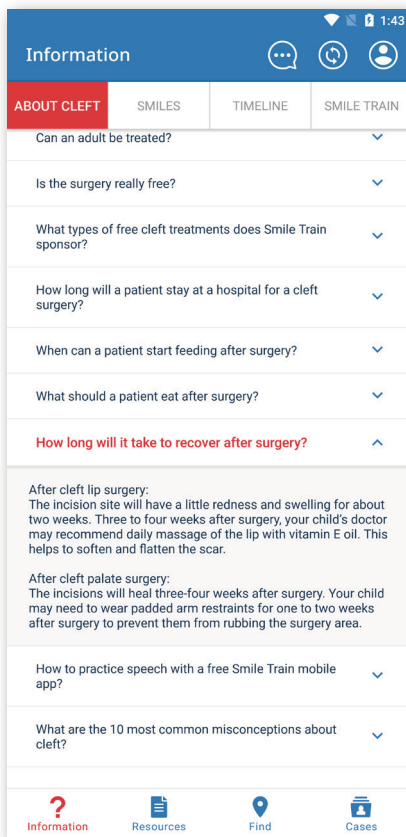 1:43
Information
ABOUT CLEFT
SMILES
TIMELINE
SMILE TRAIN
Can an adult be treated?
Is the surgery really free?
What types of free cleft treatments does Smile Train
sponsor?
How long will a patient stay at a hospital for a cleft
surgery?
When can a patient start feeding after surgery?
What should a patient eat after surgery?
How long will it take to recover after surgery?
After cleft lip surgery:
The incision site will have a little redness and swelling for about
two weeks. Three to four weeks after surgery, your child's doctor
may recommend daily massage of the lip with vitamin E oil. This
helps to soften and flatten the scar.
After cleft palate surgery:
The incisions will heal three-four weeks after surgery. Your child
may need to wear padded arm restraints for one to two weeks
after surgery to prevent them from rubbing the surgery area.
How to practice speech with a free Smile Train mobile
app?
What are the 10 most common misconceptions about
cleft?
Information
Resources
Find
Cases